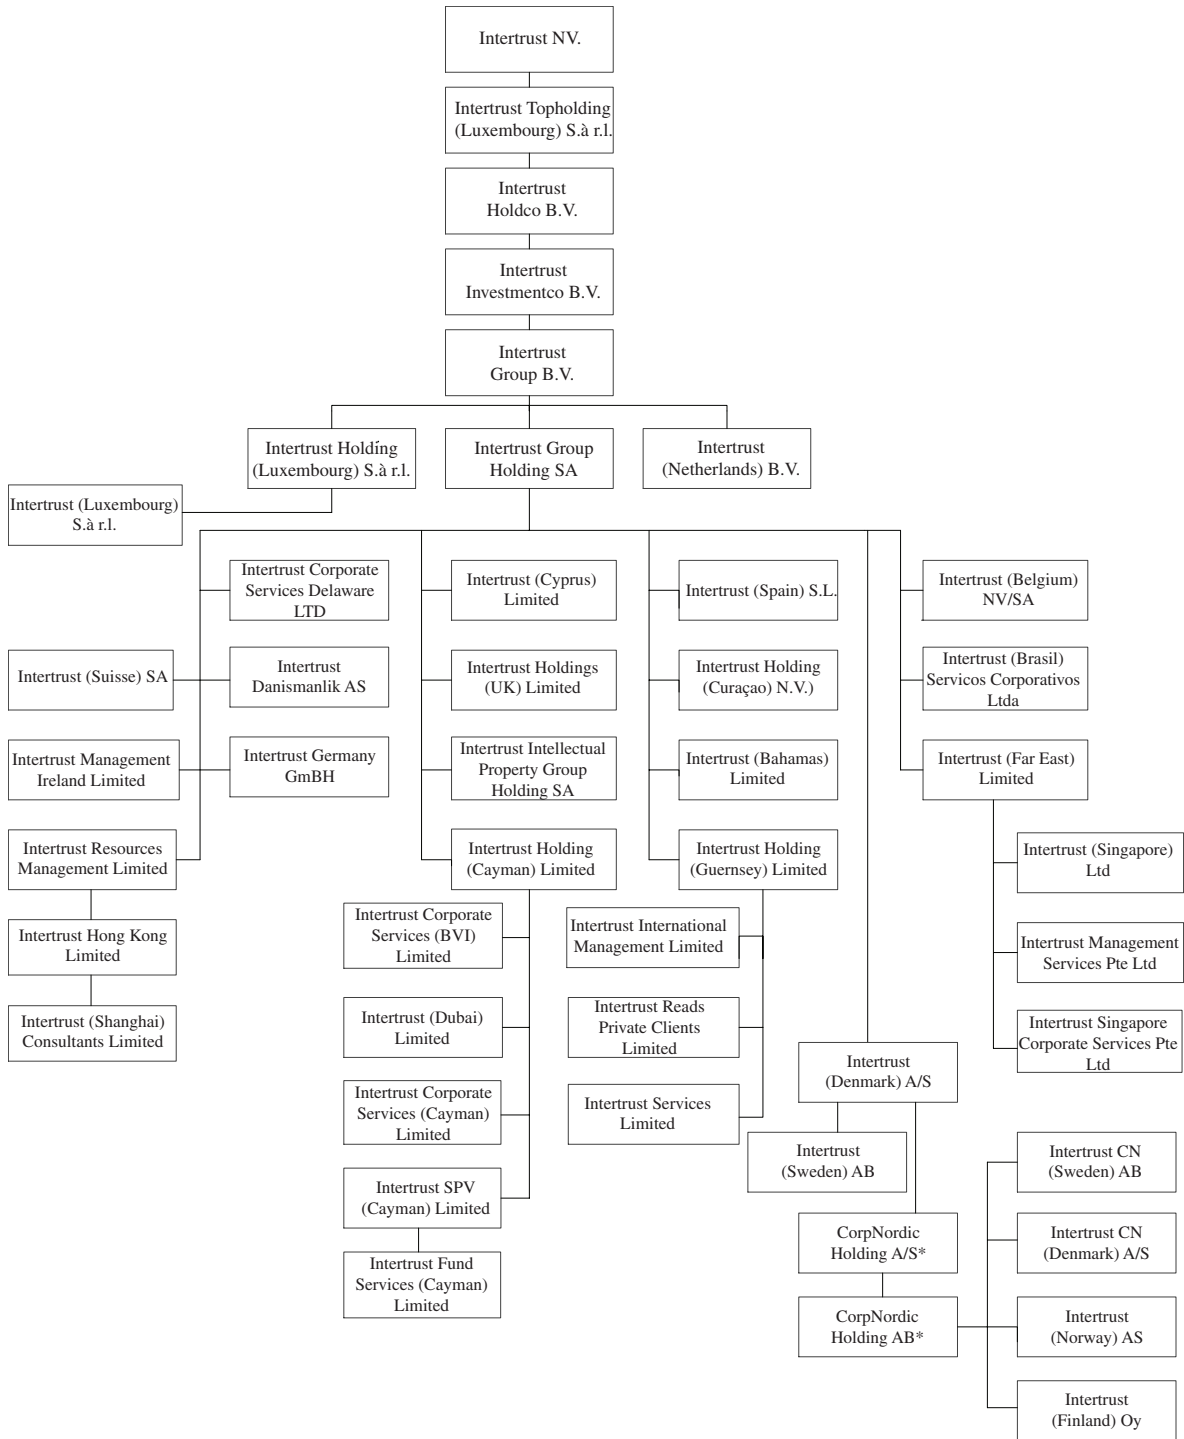 Intertrust NV.
Intertrust Topholding
(Luxembourg) S.à r.l.
Intertrust
Holdco B.V.
Intertrust
Investmentco B.V.
Intertrust
Group B.V.
Intertrust Holdíng
(Luxembourg) S.à r.l.
Intertrust Group
Holding SA
Intertrust
(Netherlands) B.V.
Intertrust (Luxembourg)
S.à r.l.
Intertrust Corporate
Services Delaware
LTD
Intertrust (Cyprus)
Limited
Intertrust (Spain) S.L.
Intertrust (Belgium)
NV/SA
Intertrust (Suisse) SA
Intertrust
Danismanlik AS
Intertrust Holdings
(UK) Limited
Intertrust Holding
(Curaçao) N.V.)
Intertrust (Brasil)
Servicos Corporativos
Ltda
Intertrust Management
Ireland Limited
Intertrust Germany
GmBH
Intertrust Intellectual
Property Group
Holding SA
Intertrust (Bahamas)
Limited
Intertrust (Far East)
Limited
Intertrust Resources
Management Limited
Intertrust Holding
(Cayman) Limited
Intertrust Holding
(Guernsey) Limited
Intertrust (Singapore)
Ltd
Intertrust Hong Kong
Limited
Intertrust Corporate
Services (BVI)
Limited
Intertrust International
Management Limited
Intertrust Management
Services Pte Ltd
Intertrust (Shanghai)
Consultants Limited
Intertrust (Dubai)
Limited
Intertrust Reads
Private Clients
Limited
Intertrust Singapore
Corporate Services Pte
Ltd
Intertrust
(Denmark) A/S
Intertrust Corporate
Services (Cayman)
Limited
Intertrust Services
Limited
Intertrust
(Sweden) AB
Intertrust CN
(Sweden) AB
Intertrust SPV
(Cayman) Limited
CorpNordic
Holding A/S*
Intertrust CN
(Denmark) A/S
Intertrust Fund
Services (Cayman)
Limited
CorpNordic
Holding AB*
Intertrust
(Norway) AS
Intertrust
(Finland) Oy